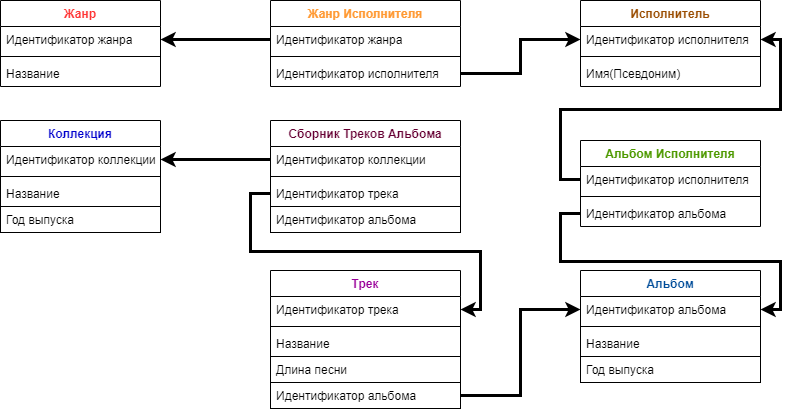 Жанр
Идентификатор жанра
Название
Жанр Исполнителя
Идентификатор жанра
Идентификатор исполнителя
Исполнитель
Идентификатор исполнителя
Имя(Псевдоним)
Коллекция
Идентификатор коллекции
Название
Год выпуска
Сборник Треков Альбома
Идентификатор коллекции
Идентификатор трека
Идентификатор альбома
Альбом Исполнителя
Идентификатор исполнителя
Идентификатор альбома
Трек
Идентификатор трека
Название
Длина песни
Идентификатор альбома
Альбом
Идентификатор альбома
Название
Год выпуска